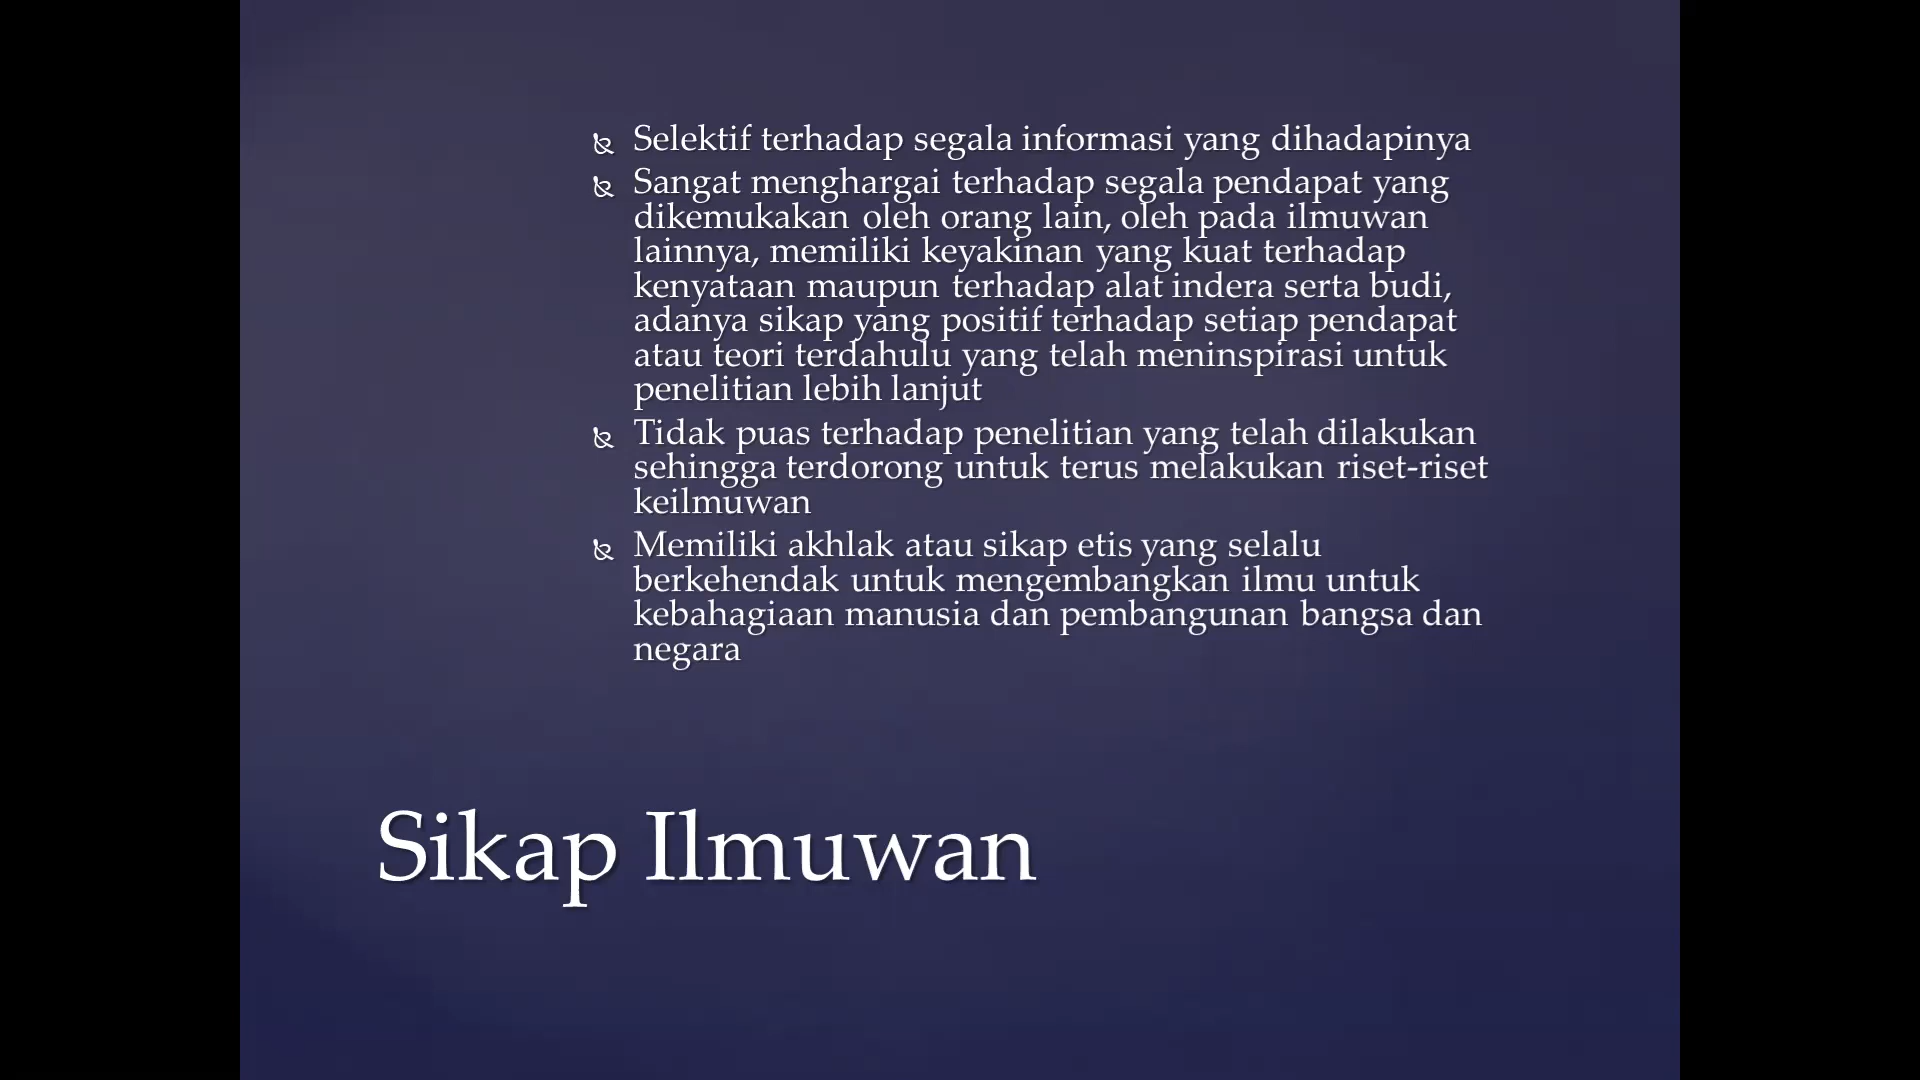 Selektif terhadap segala informasi yang dihadapinya
Sangat menghargai terhadap segala pendapat yang
dikemukakan oleh orang lain, oleh pada ilmuwan
lainnya, memiliki keyakinan yang kuat terhadap
kenyataan maupun terhadap alat indera serta budi,
adanya sikap yang positif terhadap setiap pendapat
atau teori terdahulu yang telah meninspirasi untuk
penelitian lebih lanjut
Tidak puas terhadap penelitian yang telah dilakukan
sehingga terdorong untuk terus melakukan riset-riset
keilmuwan
Memiliki akhlak atau sikap etis yang selalu
berkehendak untuk mengembangkan ilmu untuk
kebahagiaan manusia dan pembangunan bangsa dan
negara
Sikap Ilmuwan